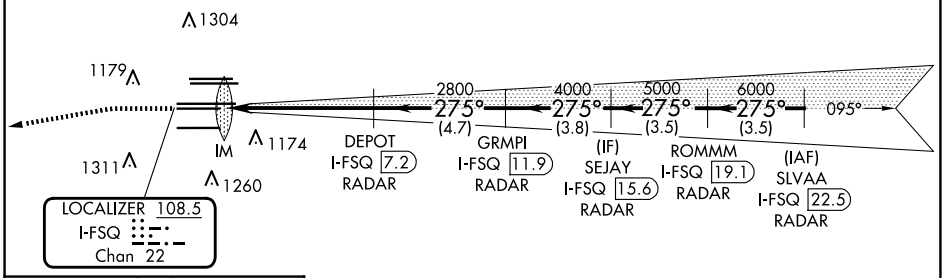 1304
1179
1311
1174
1260
IM
2800 4000 5000 6000
275° 275° 275° 275° 095°
(4.7) (3.8) (3.5) (3.5)
DEPOT
I-FSQ 7.2
RADAR
GRMPI
I-FSQ 11.9
RADAR
(IF)
SEJAY
I-FSQ 15.6
RADAR
ROMMM
I-FSQ 19.1
RADAR
(IAF)
SLVAA
I-FSQ 22.5
RADAR
LOCALIZER 108.5
I-FSQ
Chan 22